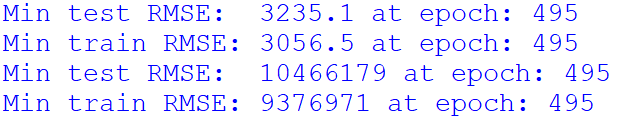 Min test RMSE:  3235.1 at epoch: 495
Min train RMSE: 3056.5 at epoch: 495
Min test RMSE:  10466179 at epoch: 495
Min train RMSE: 9376971 at epoch: 495